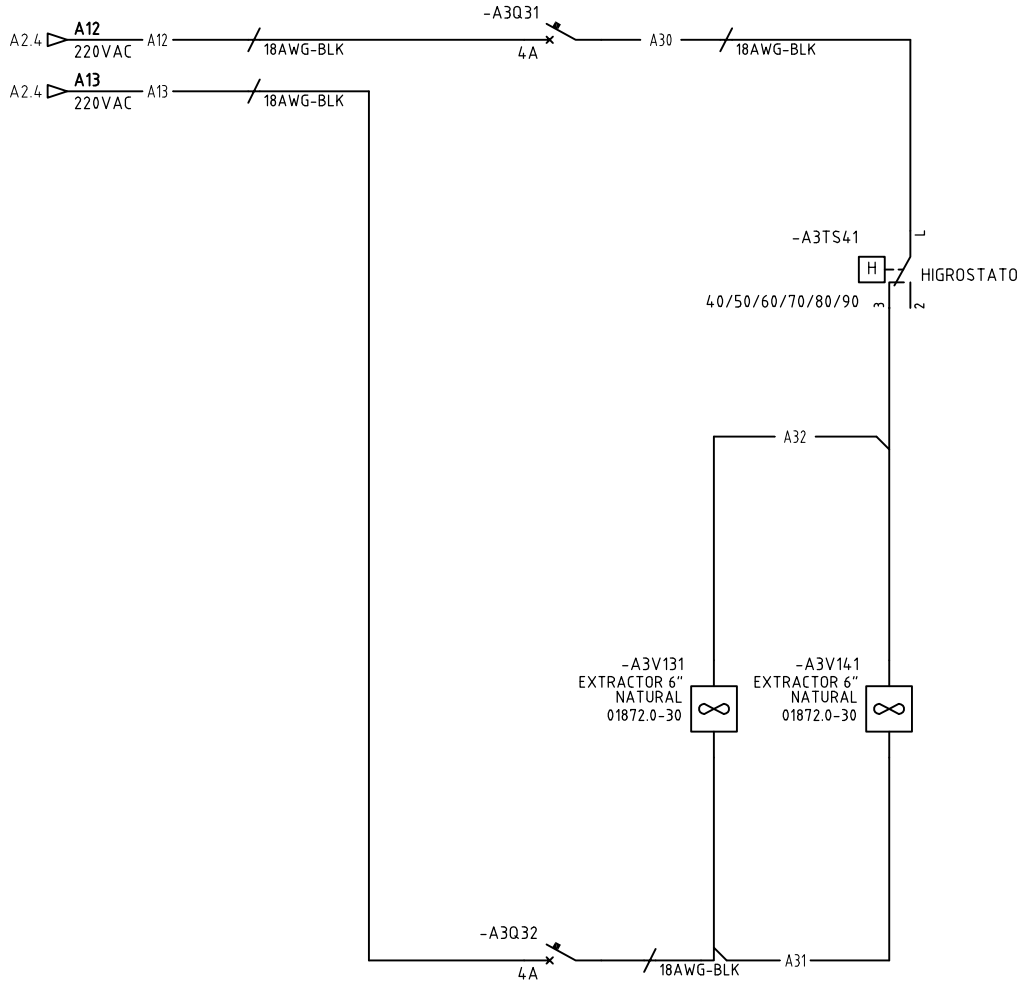 -A3Q31
A2.4
A12
220VAC
A12
18AWG-BLK
4A
A30
18AWG-BLK
A2.4
A13
220VAC
A13
18AWG-BLK
-A3TS41
L
H
HIGROSTATO
40/50/60/70/80/90
3
2
A32
-A3V131
EXTRACTOR 6"
NATURAL
01872.0-30
-A3V141
EXTRACTOR 6"
NATURAL
01872.0-30
-A3Q32
4A
18AWG-BLK
A31